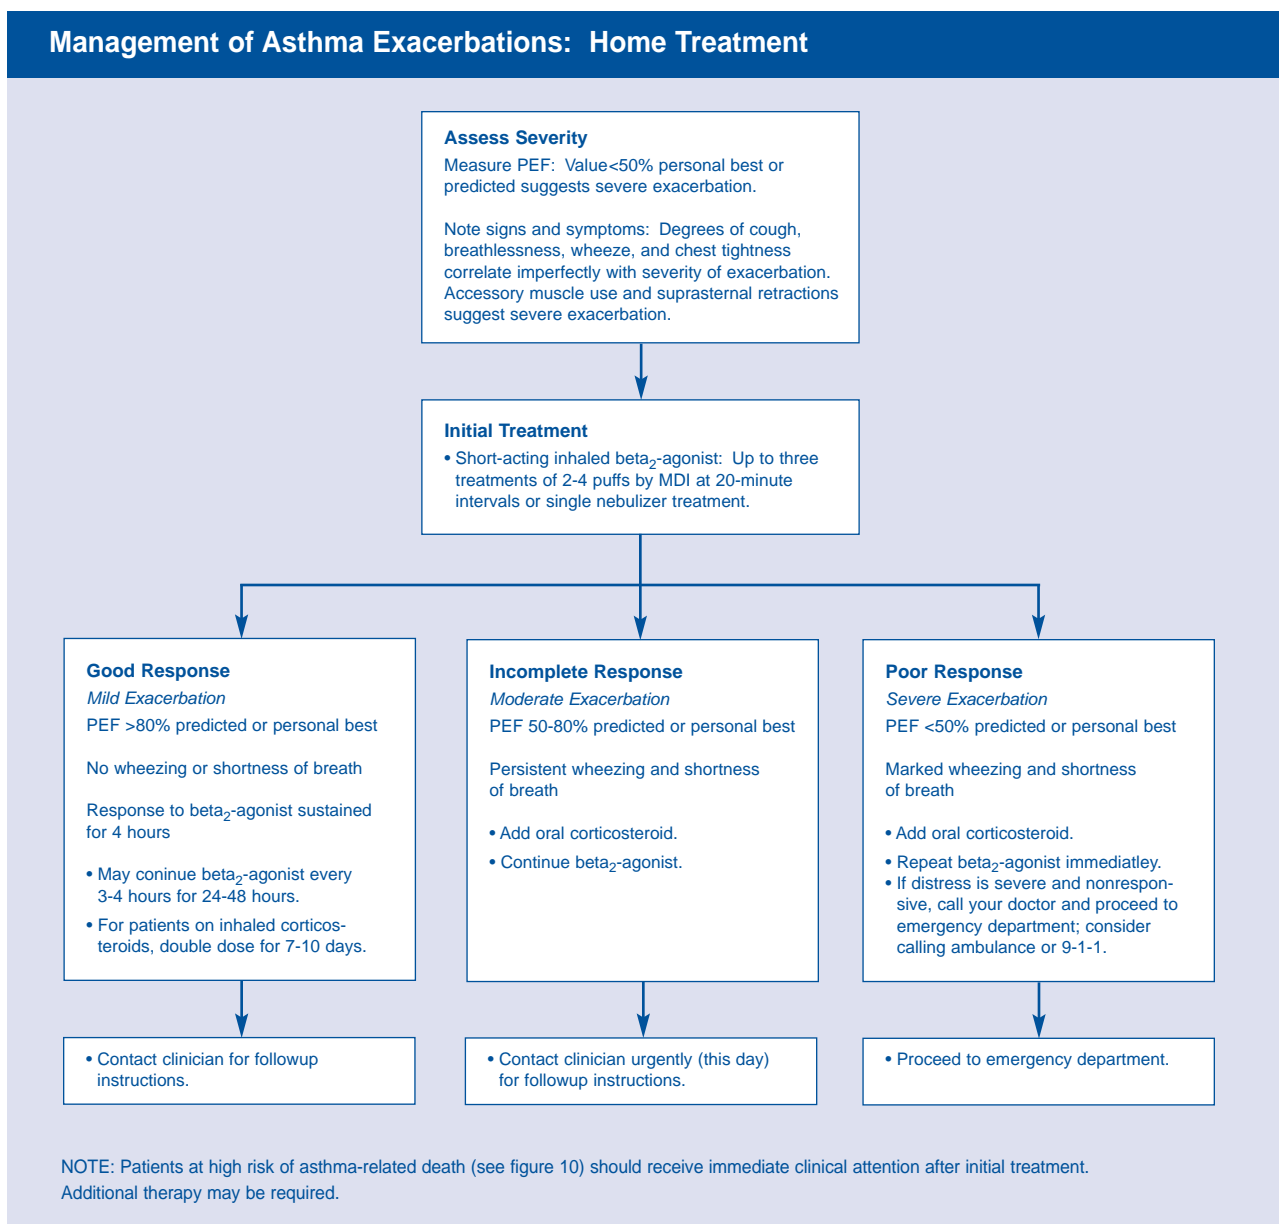 Management of Asthma Exacerbations: Home Treatment
Assess Severity
Measure PEF: Value<50% personal best or
predicted suggests severe exacerbation.
Note signs and symptoms: Degrees of cough,
breathlessness, wheeze, and chest tightness
correlate imperfectly with severity of exacerbation.
Accessory muscle use and suprasternal retractions
suggest severe exacerbation.
Initial Treatment
• Short-acting inhaled beta2-agonist: Up to three
treatments of 2-4 puffs by MDI at 20-minute
intervals or single nebulizer treatment.
Good Response
Mild Exacerbation
PEF >80% predicted or personal best
No wheezing or shortness of breath
Response to beta2-agonist sustained
for 4 hours
• May coninue beta2-agonist every
3-4 hours for 24-48 hours.
• For patients on inhaled corticos-
teroids, double dose for 7-10 days.
• Contact clinician for followup
instructions.
Incomplete Response
Moderate Exacerbation
PEF 50-80% predicted or personal best
Persistent wheezing and shortness
of breath
• Add oral corticosteroid.
• Continue beta2-agonist.
• Contact clinician urgently (this day)
for followup instructions.
Poor Response
Severe Exacerbation
PEF <50% predicted or personal best
Marked wheezing and shortness
of breath
• Add oral corticosteroid.
• Repeat beta2-agonist immediatley.
• If distress is severe and nonrespon-
sive, call your doctor and proceed to
emergency department; consider
calling ambulance or 9-1-1.
• Proceed to emergency department.
NOTE: Patients at high risk of asthma-related death (see figure 10) should receive immediate clinical attention after initial treatment.
Additional therapy may be required.